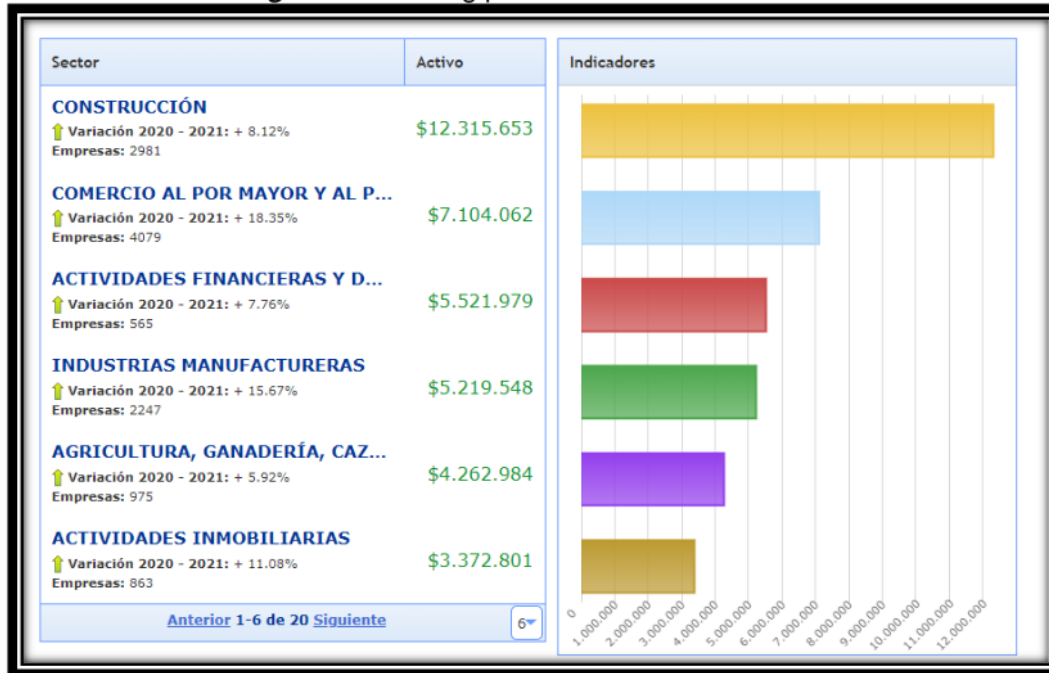 Sector
Activo
Indicadores
CONSTRUCCIÓN
Variación 2020 - 2021: + 8.12%
Empresas: 2981
$12.315.653
COMERCIO AL POR MAYOR Y AL P...
Variación 2020 - 2021: + 18.35%
Empresas: 4079
$7.104.062
ACTIVIDADES FINANCIERAS Y D...
Variación 2020 - 2021: + 7.76%
Empresas: 565
$5.521.979
INDUSTRIAS MANUFACTURERAS
Variación 2020 - 2021: + 15.67%
Empresas: 2247
$5.219.548
AGRICULTURA, GANADERÍA, CAZ...
Variación 2020 - 2021: + 5.92%
Empresas: 975
$4.262.984
ACTIVIDADES INMOBILIARIAS
Variación 2020 - 2021: + 11.08%
Empresas: 863
$3.372.801
Anterior 1-6 de 20 Siguiente
6
0
1.000.000
2.000.000
3.000.000
4.000.000
5.000.000
6.000.000
7.000.000
8.000.000
9.000.000
10.000.000
11.000.000
12.000.000